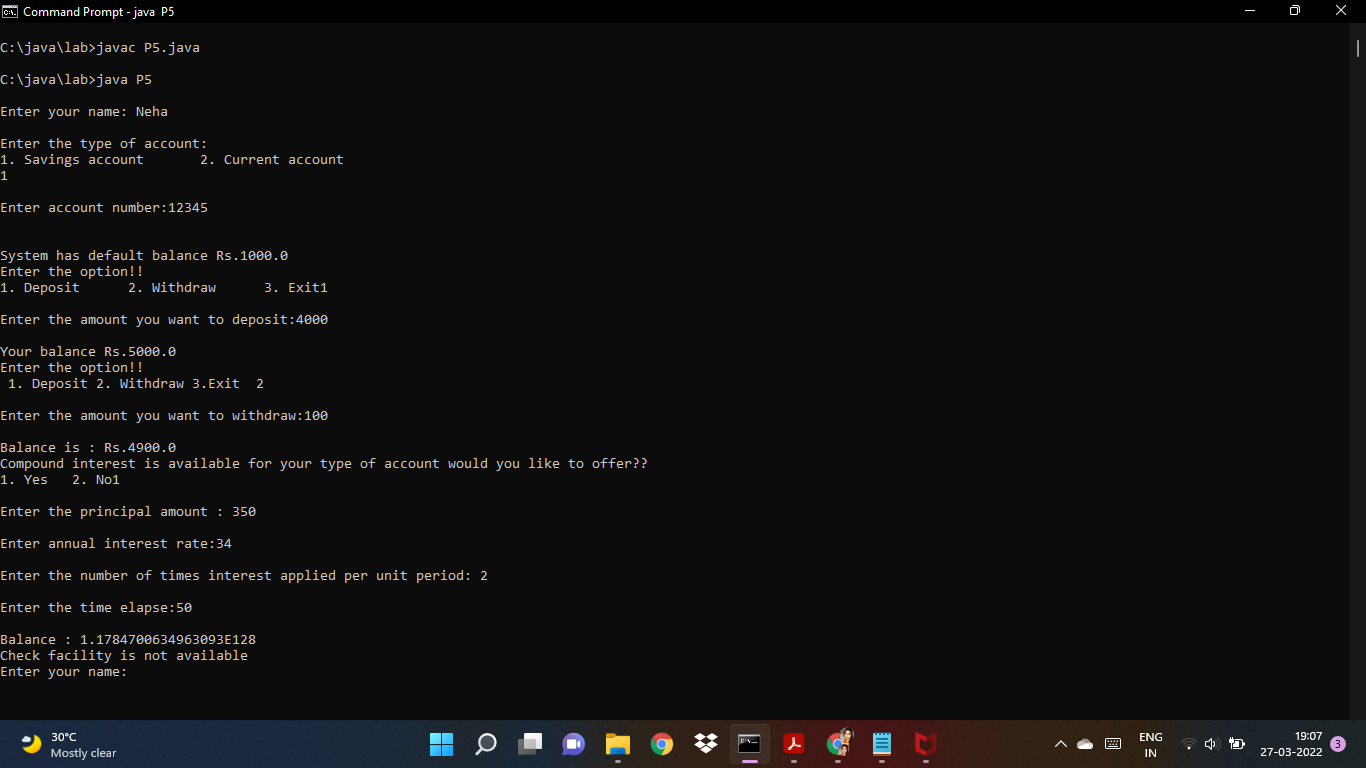 Command Prompt - java P5
C:\java\lab>javac P5.java
C:\java\lab>java P5
Enter your name: Neha
Enter the type of account:
1. Savings account       2. Current account
1
Enter account number:12345
System has default balance Rs.1000.0
Enter the option!!
1. Deposit      2. Withdraw      3. Exit1
Enter the amount you want to deposit:4000
Your balance Rs.5000.0
Enter the option!!
1. Deposit 2. Withdraw 3.Exit  2
Enter the amount you want to withdraw:100
Balance is : Rs.4900.0
Compound interest is available for your type of account would you like to offer??
1. Yes   2. No1
Enter the principal amount : 350
Enter annual interest rate:34
Enter the number of times interest applied per unit period: 2
Enter the time elapse:50
Balance : 1.1784700634963093E128
Check facility is not available
Enter your name:
30°C
Mostly clear
ENG
IN
19:07
27-03-2022
3